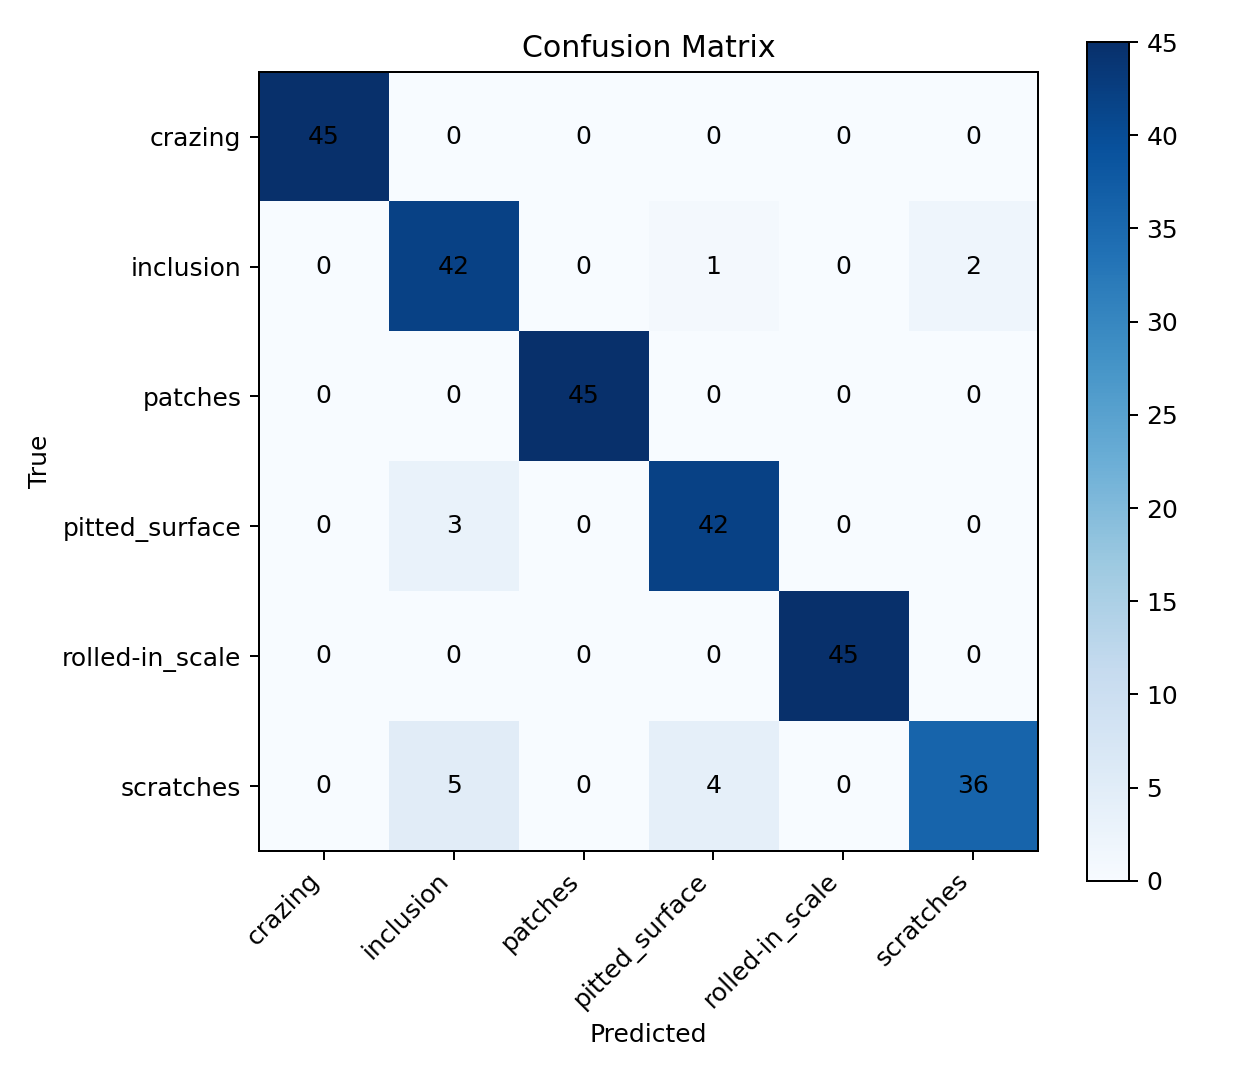 Confusion Matrix
True
crazing 45 0 0 0 0 0
inclusion 0 42 0 1 0 2
patches 0 0 45 0 0 0
pitted_surface 0 3 0 42 0 0
rolled-in_scale 0 0 0 0 45 0
scratches 0 5 0 4 0 36
crazing inclusion patches pitted_surface rolled-in_scale scratches
Predicted
45
40
35
30
25
20
15
10
5
0